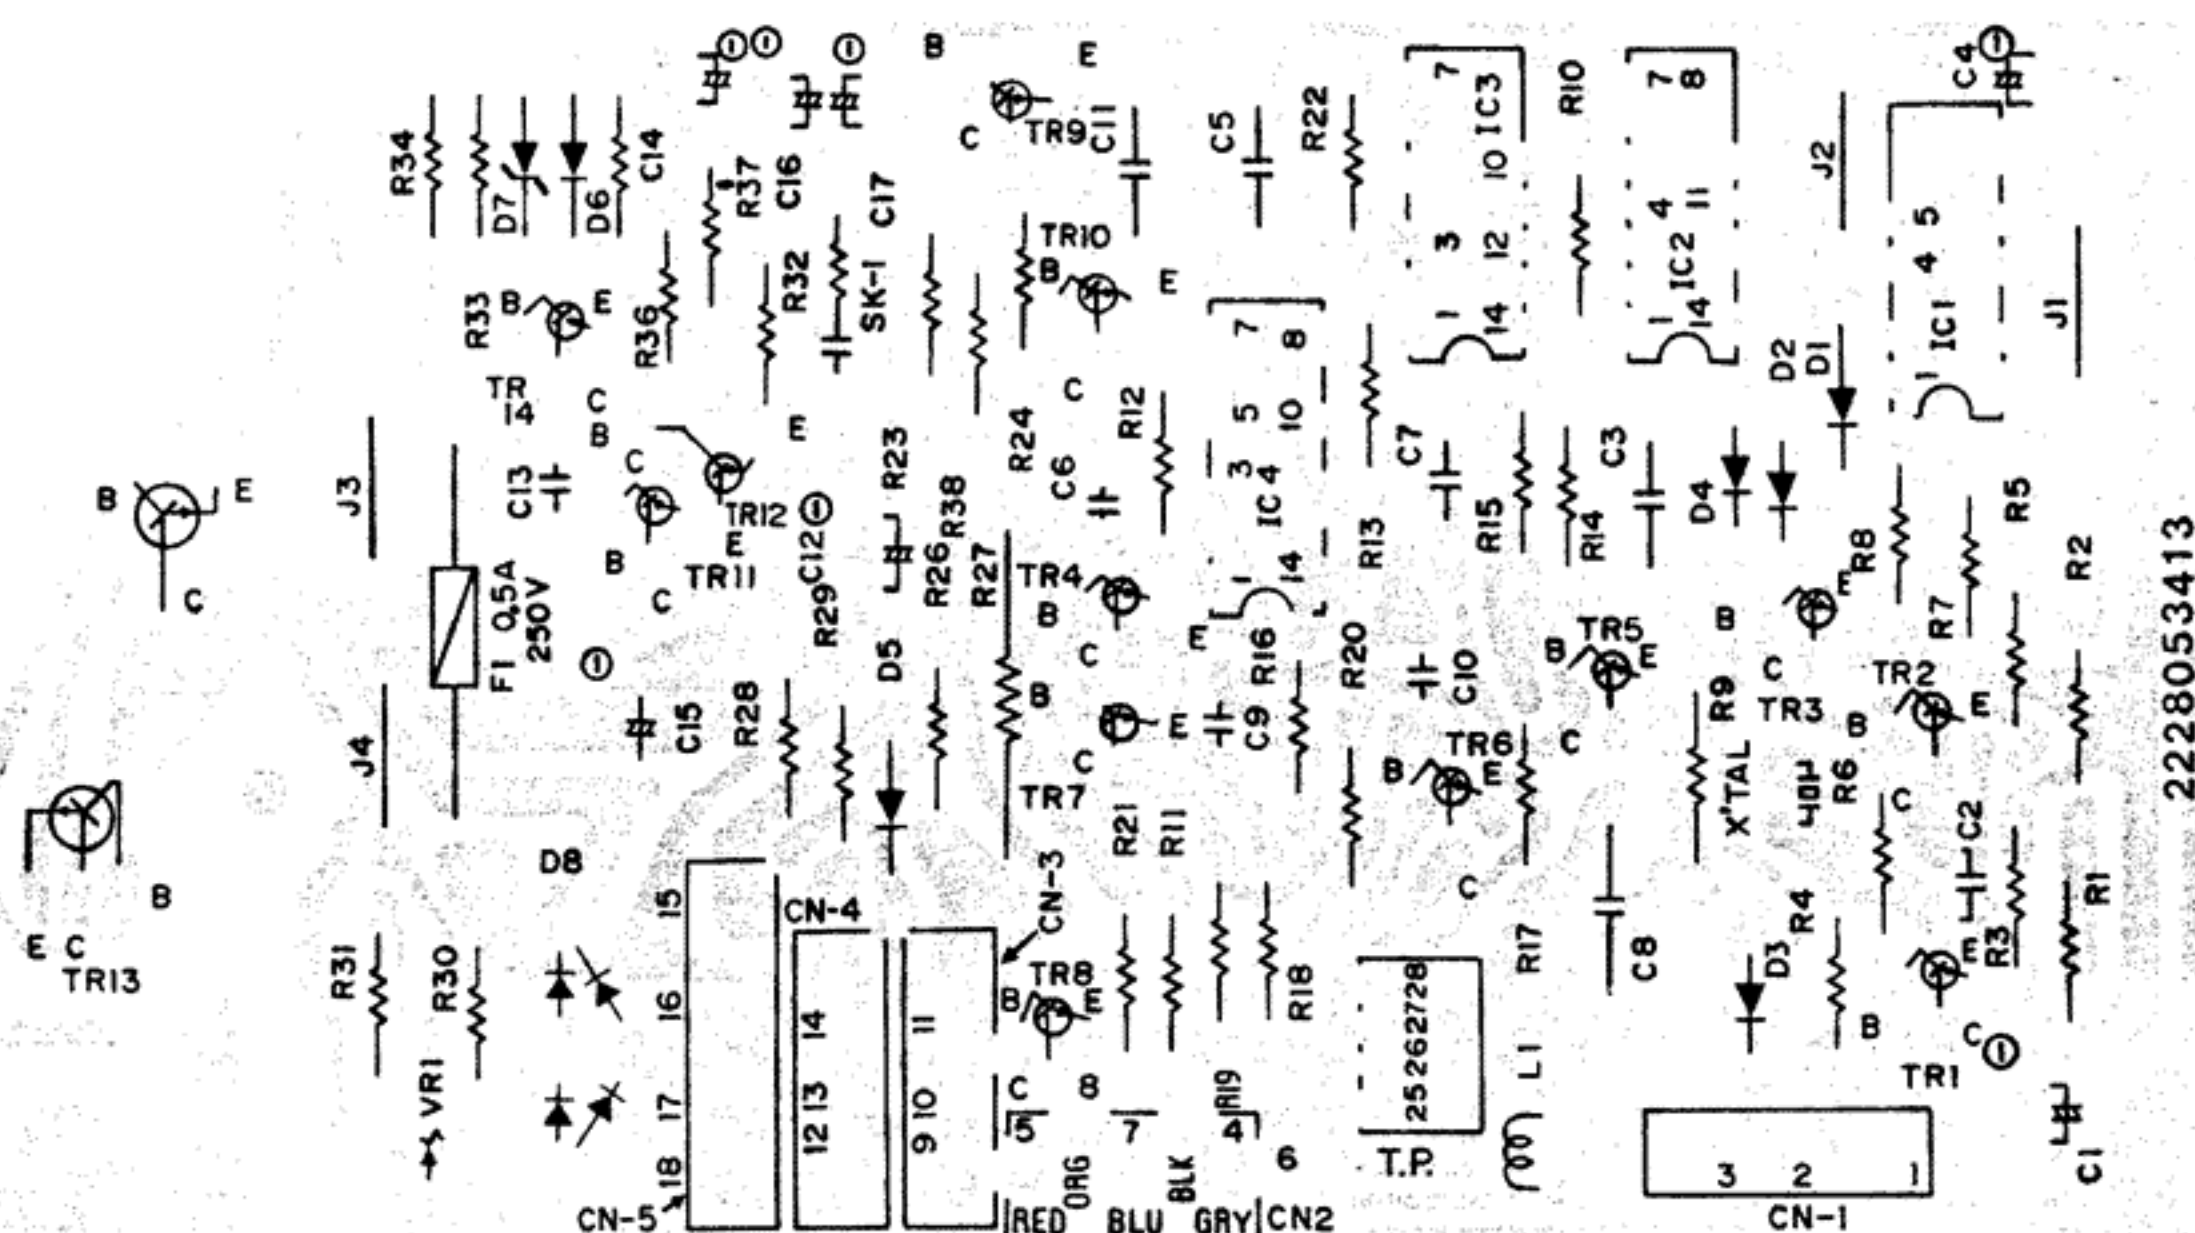 B
E
C4
7
IC3
R10
7
8
TR9
C11
C5
R22
R34
C
C14
10
J2
R37
C16
C17
D7
D6
4
11
5
3
12
TR10
B
E
R32
SK-1
IC2
4
R33
B
E
R36
7
8
1
14
1
14
IC1
J1
D2
D1
TR
14
C
B
E
C
R12
5
10
1
R24
R23
C7
C3
C
C6
3
IC4
B
E
J3
C13
TR12
C12
R38
R13
R15
R14
D4
R5
E
B
TR11
R26
R27
TR4
1
14
R8
R2
C
F1 0.5A
250V
C
R29
B
E
B
E
R7
2228053413
D5
C
E
R16
R20
C10
B
TR5
E
C
TR2
J4
C15
R28
B
E
C9
TR6
C
R9
TR3
B
E
C
B
E
X'TAL
40μ
R6
TR7
R21
R11
C
C2
D8
15
CN-4
CN-3
C
R1
B
R4
E C
TR13
R31
R30
16
14
11
TR8
B
E
R18
25262728
R17
C8
D3
E
R3
B
C
VR1
17
12 13
9 10
C
8
R19
L1
TR1
5
7
4
6
18
ORG
BLK
T.P.
3
2
1
C1
CN-5
RED
BLU
GRY
CN2
CN-1